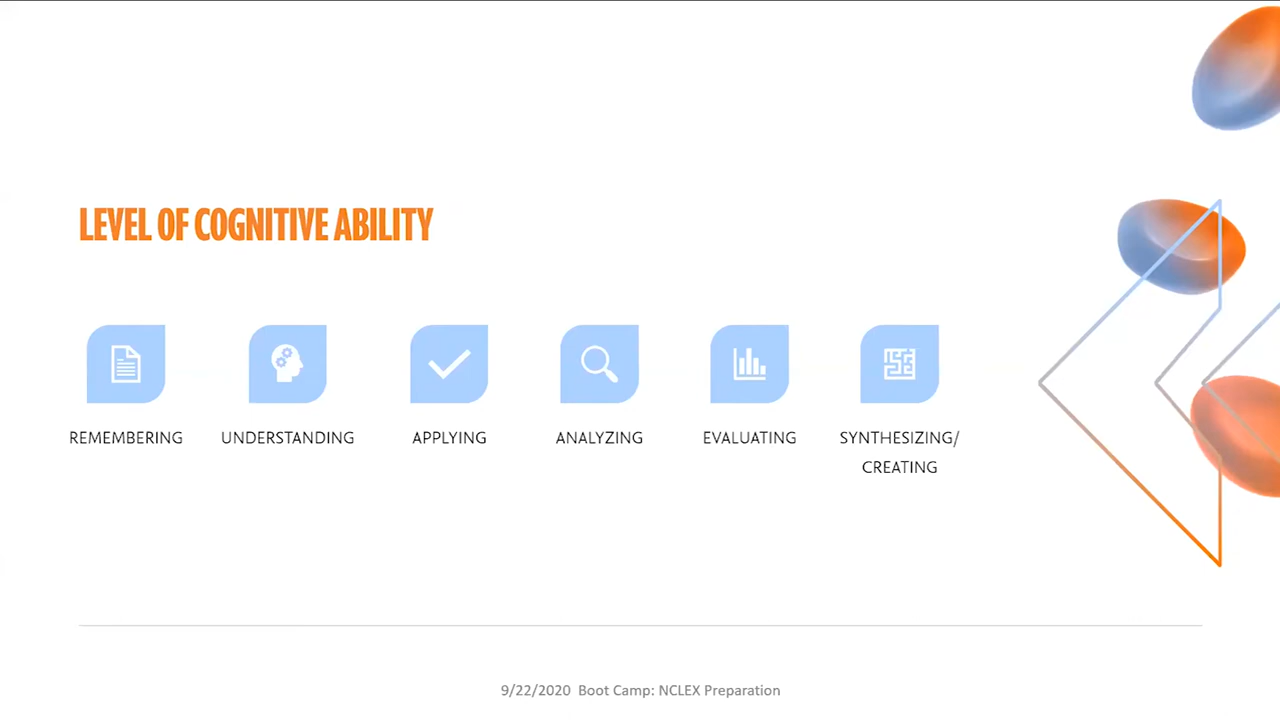 LEVEL OF COGNITIVE ABILITY
REMEMBERING
UNDERSTANDING
APPLYING
ANALYZING
EVALUATING
SYNTHESIZING/
CREATING
9/22/2020 Boot Camp: NCLEX Preparation